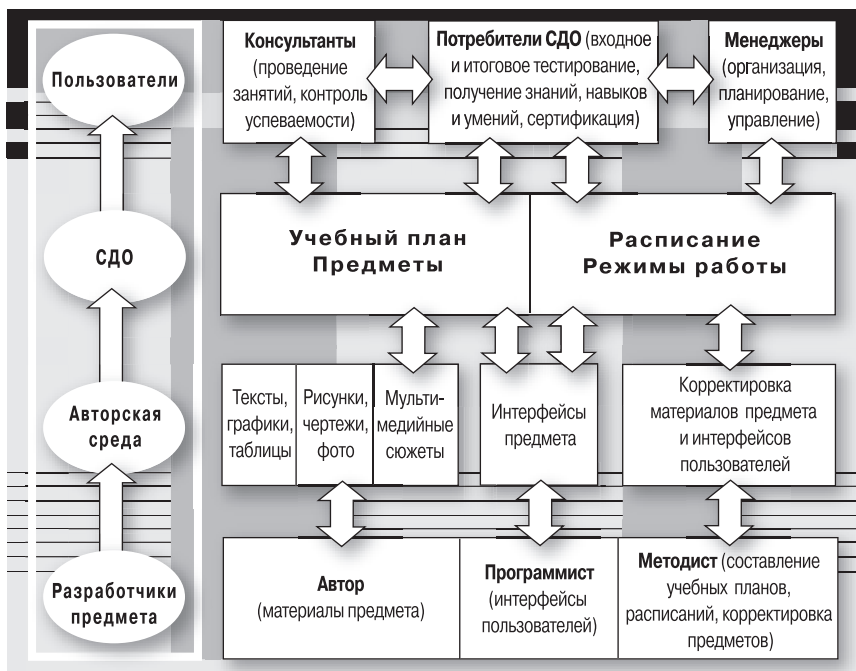 Пользователи
СДО
Авторская
среда
Разработчики
предмета
Консультанты
(проведение
занятий, контроль
успеваемости)
Потребители СДО (входное
и итоговое тестирование,
получение знаний, навыков
и умений, сертификация)
Менеджеры
(организация,
планирование,
управление)
Учебный план
Предметы
Расписание
Режимы работы
Тексты,
графики,
таблицы
Рисунки,
чертежи,
фото
Мульти-
медийные
сюжеты
Интерфейсы
предмета
Корректировка
материалов предмета
и интерфейсов
пользователей
Автор
(материалы предмета)
Программист
(интерфейсы
пользователей)
Методист (составление
учебных планов,
расписаний, корректировка
предметов)